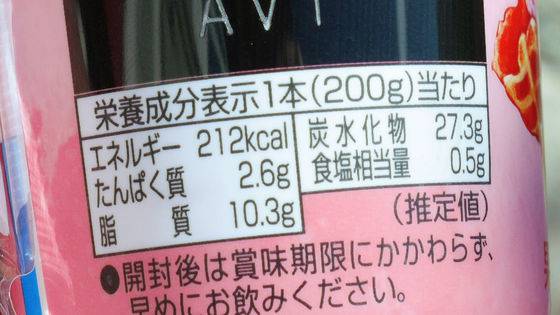 AVI
栄養成分表示1本(200g)当たり
エネルギー 212kcal
たんぱく質 2.6g
脂質 10.3g
炭水化物 27.3g
食塩相当量 0.5g
(推定値)
●開封後は賞味期限にかかわらず、
早めにお飲みください。